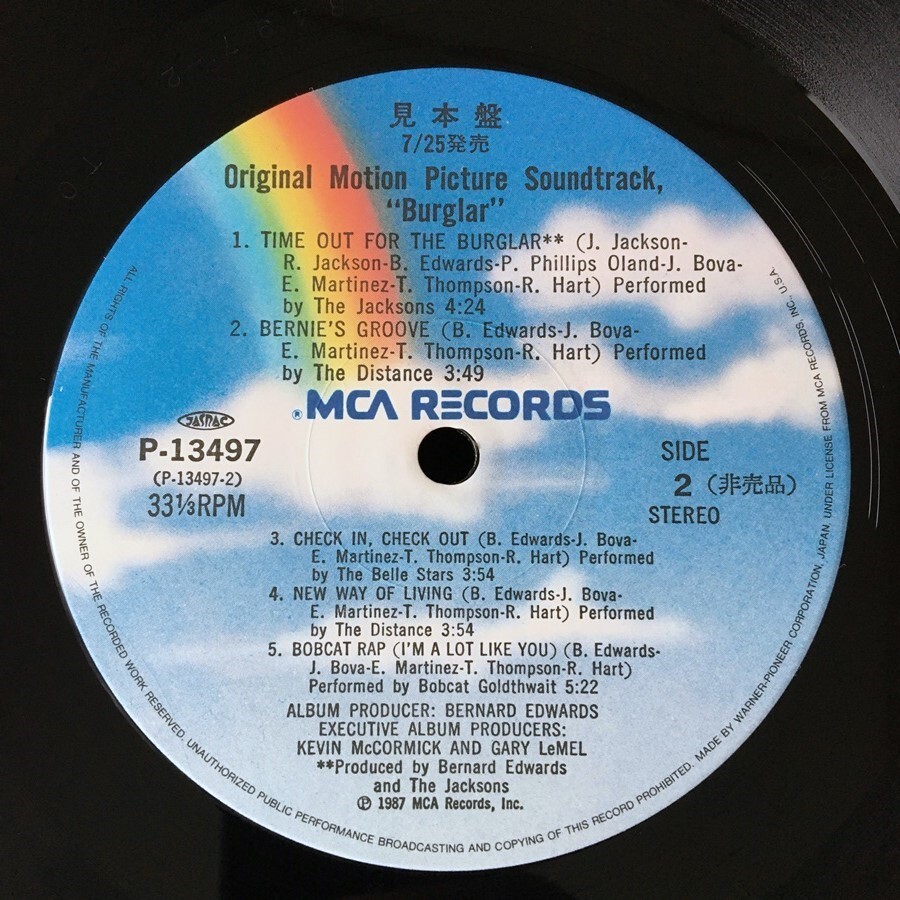 見本盤
7/25発売
Original Motion Picture Soundtrack,
"Burglar"
1. TIME OUT FOR THE BURGLAR** (J. Jackson-
R. Jackson-B. Edwards-P. Phillips Oland-J. Bova-
E. Martinez-T. Thompson-R. Hart) Performed
by The Jacksons 4:24
2. BERNIE'S GROOVE (B. Edwards-J. Bova-
E. Martinez-T. Thompson-R. Hart) Performed
by The Distance 3:49
® MCA RECORDS
JASRAC
P-13497
(P-13497-2)
33⅓RPM
SIDE
2 (非売品)
STEREO
3. CHECK IN, CHECK OUT (B. Edwards-J. Bova-
E. Martinez-T. Thompson-R. Hart) Performed
by The Belle Stars 3:54
4. NEW WAY OF LIVING (B. Edwards-J. Bova-
E. Martinez-T. Thompson-R. Hart) Performed
by The Distance 3:54
5. BOBCAT RAP (I'M A LOT LIKE YOU) (B. Edwards-
J. Bova-E. Martinez-T. Thompson-R. Hart)
Performed by Bobcat Goldthwait 5:22
ALBUM PRODUCER: BERNARD EDWARDS
EXECUTIVE ALBUM PRODUCERS:
KEVIN McCORMICK AND GARY LeMEL
**Produced by Bernard Edwards
and The Jacksons
℗ 1987 MCA Records, Inc.
ALL RIGHTS OF THE MANUFACTURER AND OF THE OWNER OF THE RECORDED WORK RESERVED. UNAUTHORIZED PUBLIC PERFORMANCE BROADCASTING AND COPYING OF THIS RECORD PROHIBITED. MADE BY WARNER-PIONEER CORPORATION, JAPAN, UNDER LICENSE FROM MCA RECORDS, INC., U.S.A